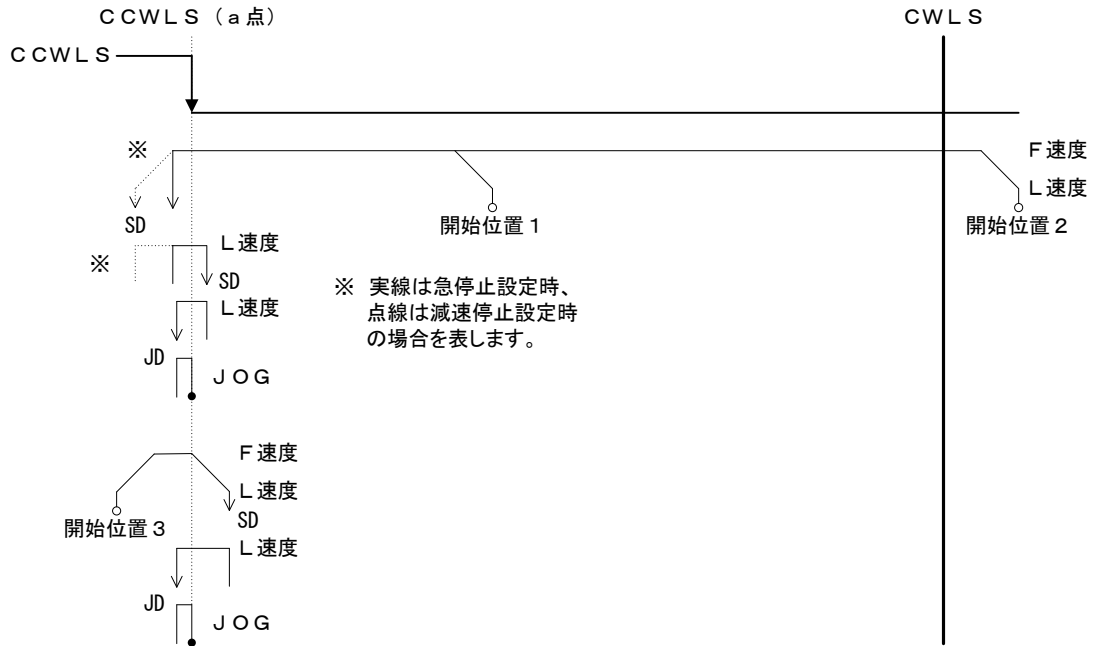 ＣＣＷＬＳ（ａ点）
ＣＷＬＳ
ＣＣＷＬＳ
※
Ｆ速度
Ｌ速度
SD
開始位置１
開始位置２
Ｌ速度
※
SD
※ 実線は急停止設定時、
点線は減速停止設定時
の場合を表します。
Ｌ速度
JD
ＪＯＧ
Ｆ速度
Ｌ速度
SD
開始位置３
Ｌ速度
JD
ＪＯＧ